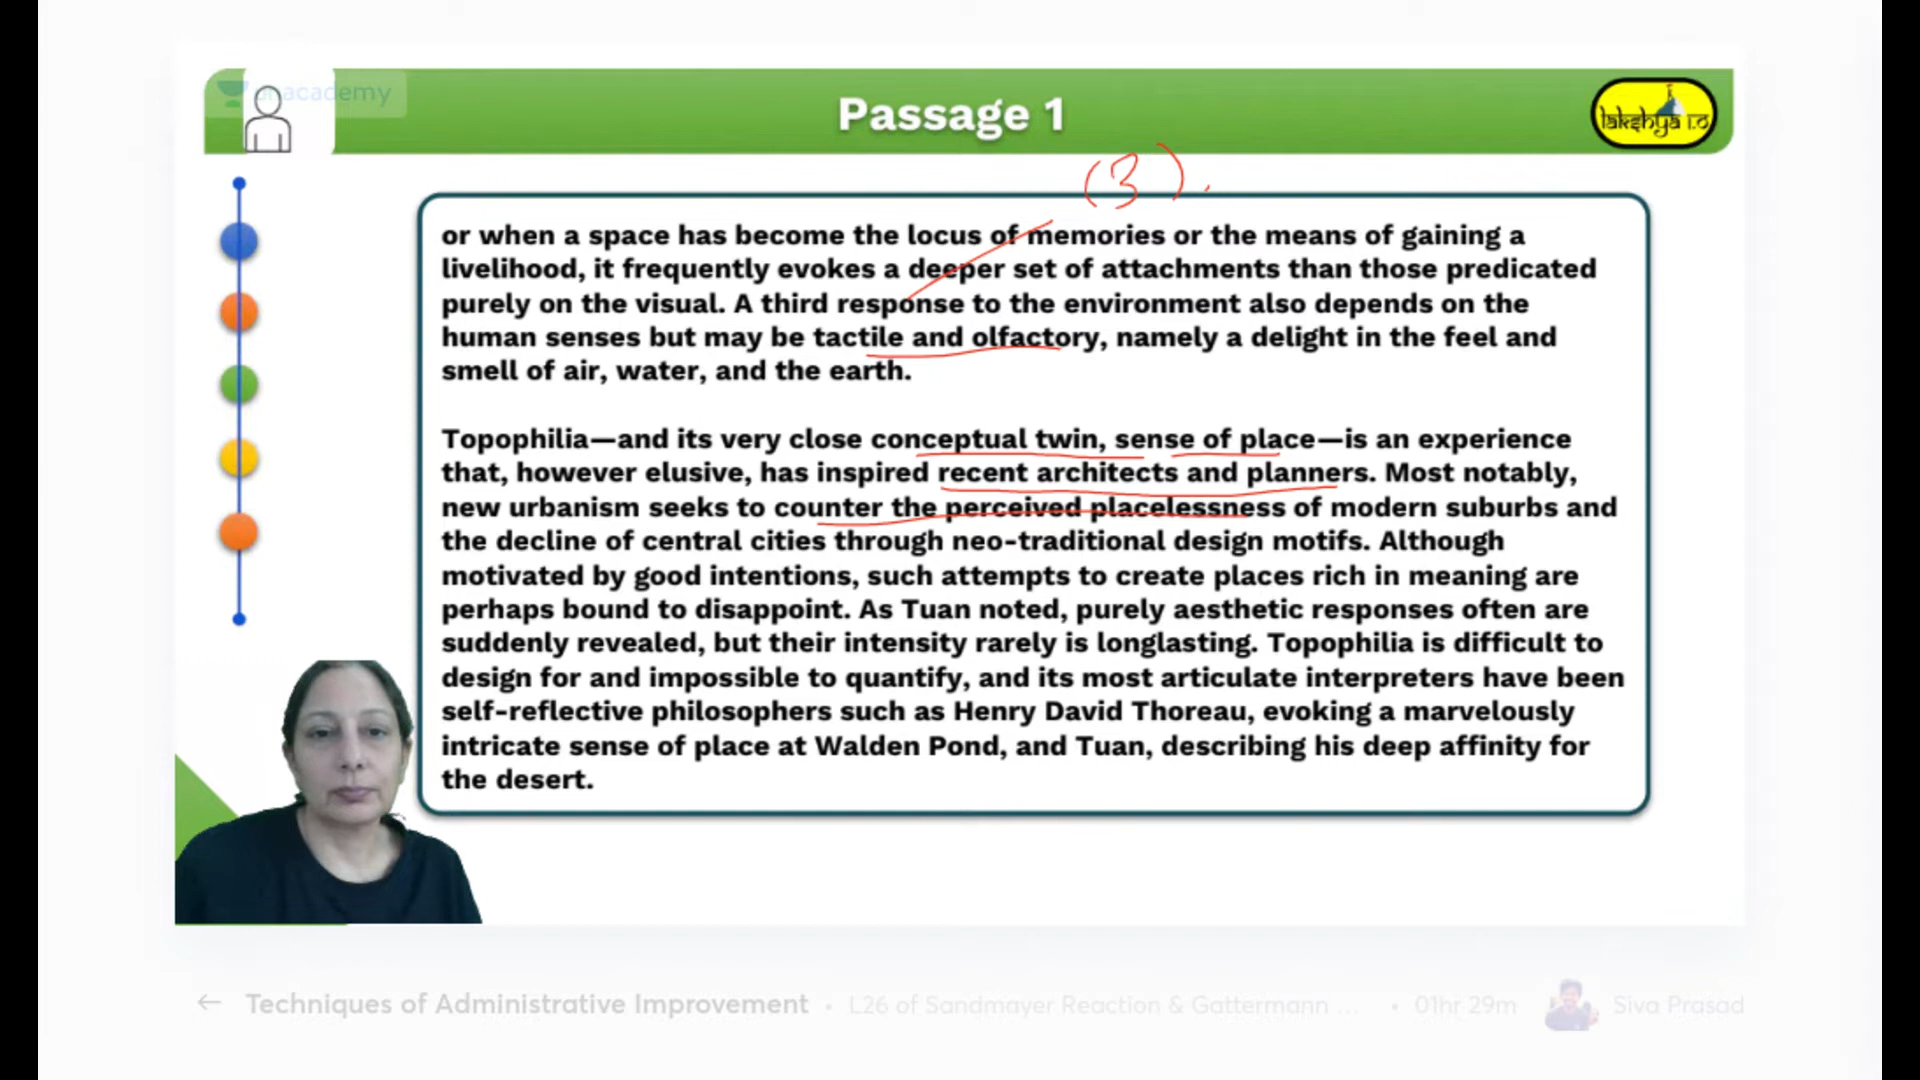 unacademy
Passage 1
lakshya 1.0
(3).
or when a space has become the locus of memories or the means of gaining a
livelihood, it frequently evokes a deeper set of attachments than those predicated
purely on the visual. A third response to the environment also depends on the
human senses but may be tactile and olfactory, namely a delight in the feel and
smell of air, water, and the earth.
Topophilia—and its very close conceptual twin, sense of place—is an experience
that, however elusive, has inspired recent architects and planners. Most notably,
new urbanism seeks to counter the perceived placelessness of modern suburbs and
the decline of central cities through neo-traditional design motifs. Although
motivated by good intentions, such attempts to create places rich in meaning are
perhaps bound to disappoint. As Tuan noted, purely aesthetic responses often are
suddenly revealed, but their intensity rarely is longlasting. Topophilia is difficult to
design for and impossible to quantify, and its most articulate interpreters have been
self-reflective philosophers such as Henry David Thoreau, evoking a marvelously
intricate sense of place at Walden Pond, and Tuan, describing his deep affinity for
the desert.
← Techniques of Administrative Improvement • L26 of Sandmayer Reaction & Gattermann ... • 01hr 29m Siva Prasad